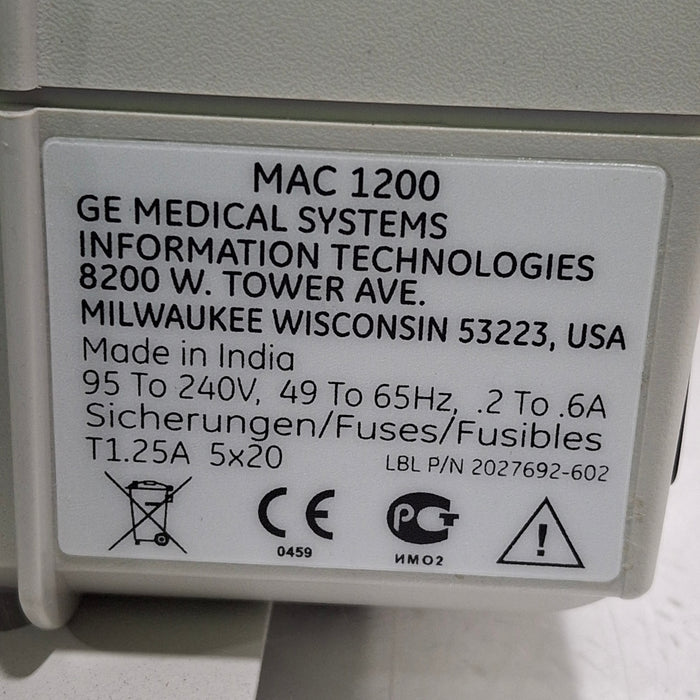 MAC 1200
GE MEDICAL SYSTEMS
INFORMATION TECHNOLOGIES
8200 W. TOWER AVE.
MILWAUKEE WISCONSIN 53223, USA
Made in India
95 To 240V, 49 To 65Hz, .2 To .6A
Sicherungen/Fuses/Fusibles
T1.25A 5x20
LBL P/N 2027692-602
CE
0459
PCT
ИМО2
!